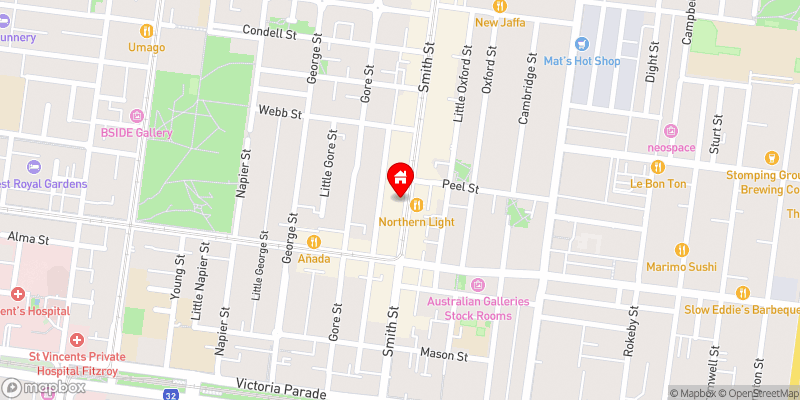 Condell St
unnery
Umago
George St
Gore St
Smith St
New Jaffa
Little Oxford St
Oxford St
Cambridge St
Mat's Hot Shop
Dight St
Campbe
Webb St
BSIDE Gallery
Napier St
Little Gore St
neospace
Sturt St
est Royal Gardens
Peel St
Le Bon Ton
Stomping Grou
Brewing Co
Northern Light
Th
George St
Alma St
Young St
Little Napier St
Little George St
Añada
Marimo Sushi
ent's Hospital
Napier St
Gore St
Smith St
Australian Galleries
Stock Rooms
Rokeby St
Slow Eddie's Barbeque
St Vincents Private
Hospital Fitzroy
Mason St
nwell St
ton St
Victoria Parade
32
mapbox
© Mapbox © OpenStreetMap